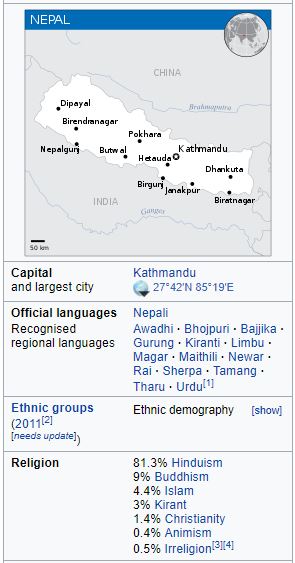 NEPAL
CHINA
Brahmaputra
Dipayal
Birendranagar
Pokhara
Kathmandu
Nepalgunj
Butwal
Hetauda
Dhankuta
Birgunj
Janakpur
Biratnagar
INDIA
Ganges
50 km
Capital
and largest city
Kathmandu
27°42′N 85°19′E
Official languages
Nepali
Recognised
regional languages
Awadhi · Bhojpuri · Bajjika ·
Gurung · Kiranti · Limbu ·
Magar · Maithili · Newar ·
Rai · Sherpa · Tamang ·
Tharu · Urdu[1]
Ethnic groups
(2011[2]
[needs update])
Ethnic demography [show]
Religion
81.3% Hinduism
9% Buddhism
4.4% Islam
3% Kirant
1.4% Christianity
0.4% Animism
0.5% Irreligion[3][4]